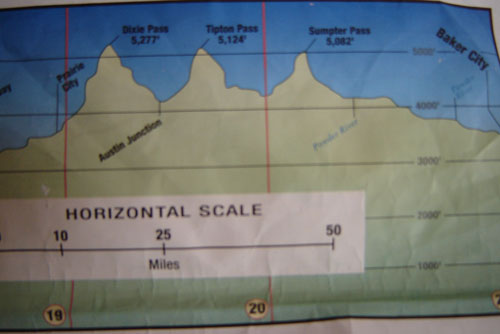 Dixie Pass
5,277'
Tipton Pass
5,124'
Sumpter Pass
5,082'
Baker City
Prairie
City
Austin Junction
Powder River
5000'
4000'
3000'
2000'
1000'
HORIZONTAL SCALE
10
25
50
Miles
19
20